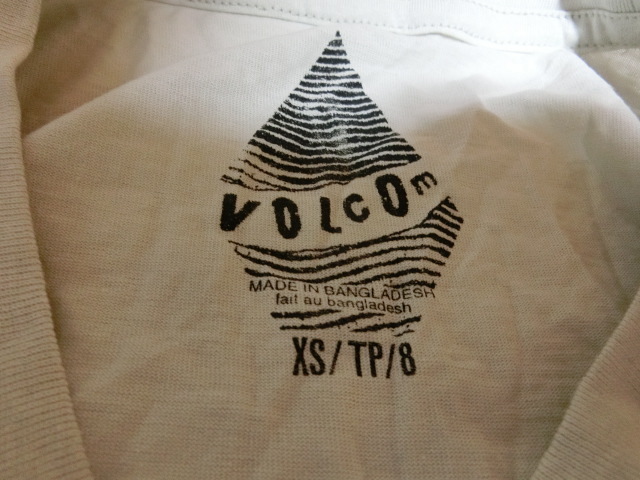 VOLCOM
MADE IN BANGLADESH
fait au bangladesh
XS/TP/8